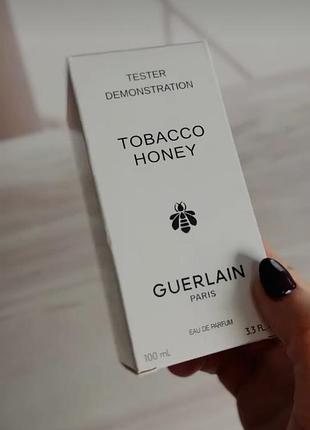 TESTER
DEMONSTRATION
TOBACCO
HONEY
GUERLAIN
PARIS
EAU DE PARFUM
100 mL 3.3 FL.